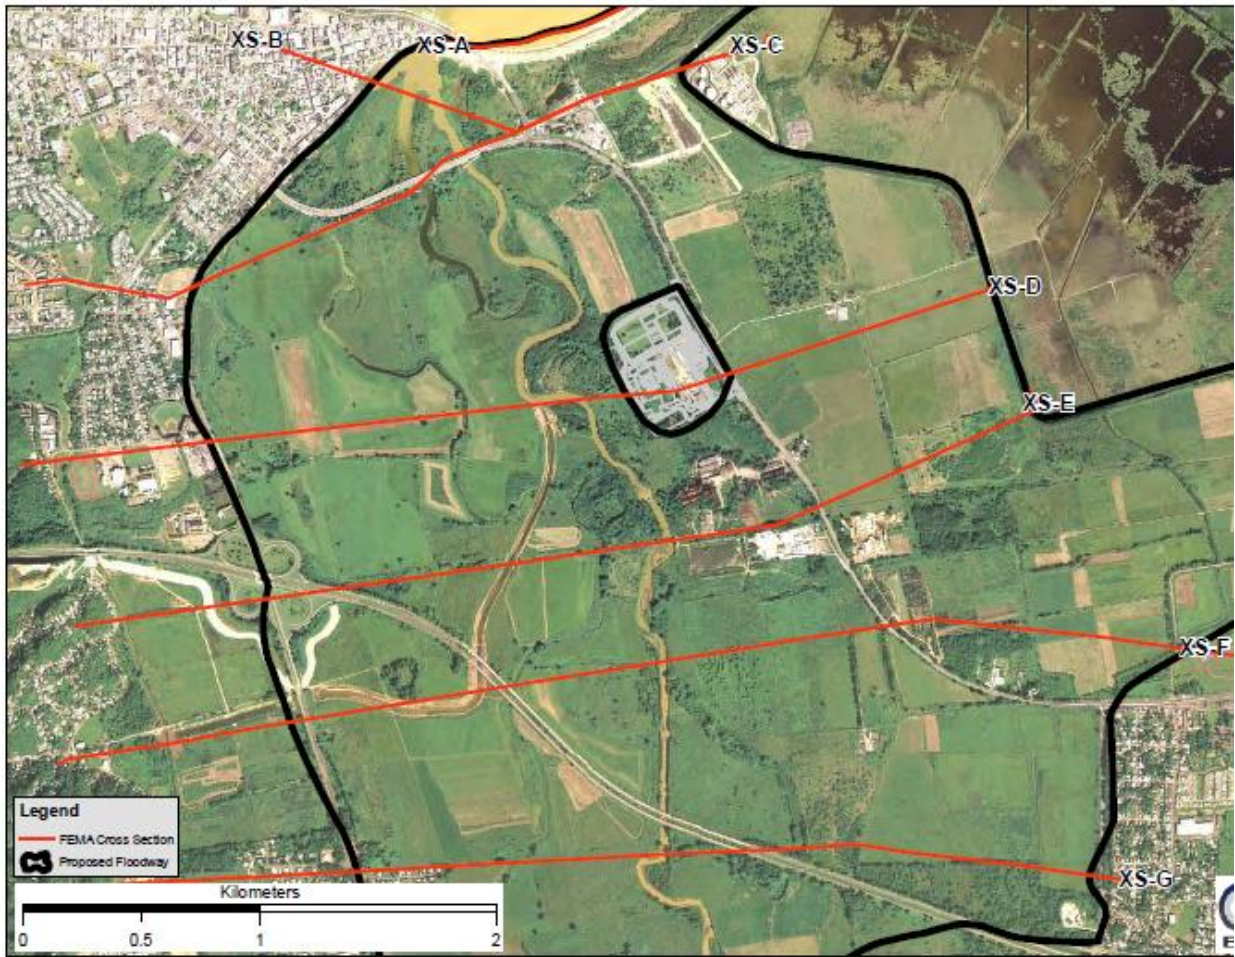 XS-B
XS-A
XS-C
XS-D
XS-E
XS-F
XS-G
Legend
FEMA Cross Section
Proposed Floodway
Kilometers
0 0.5 1 2